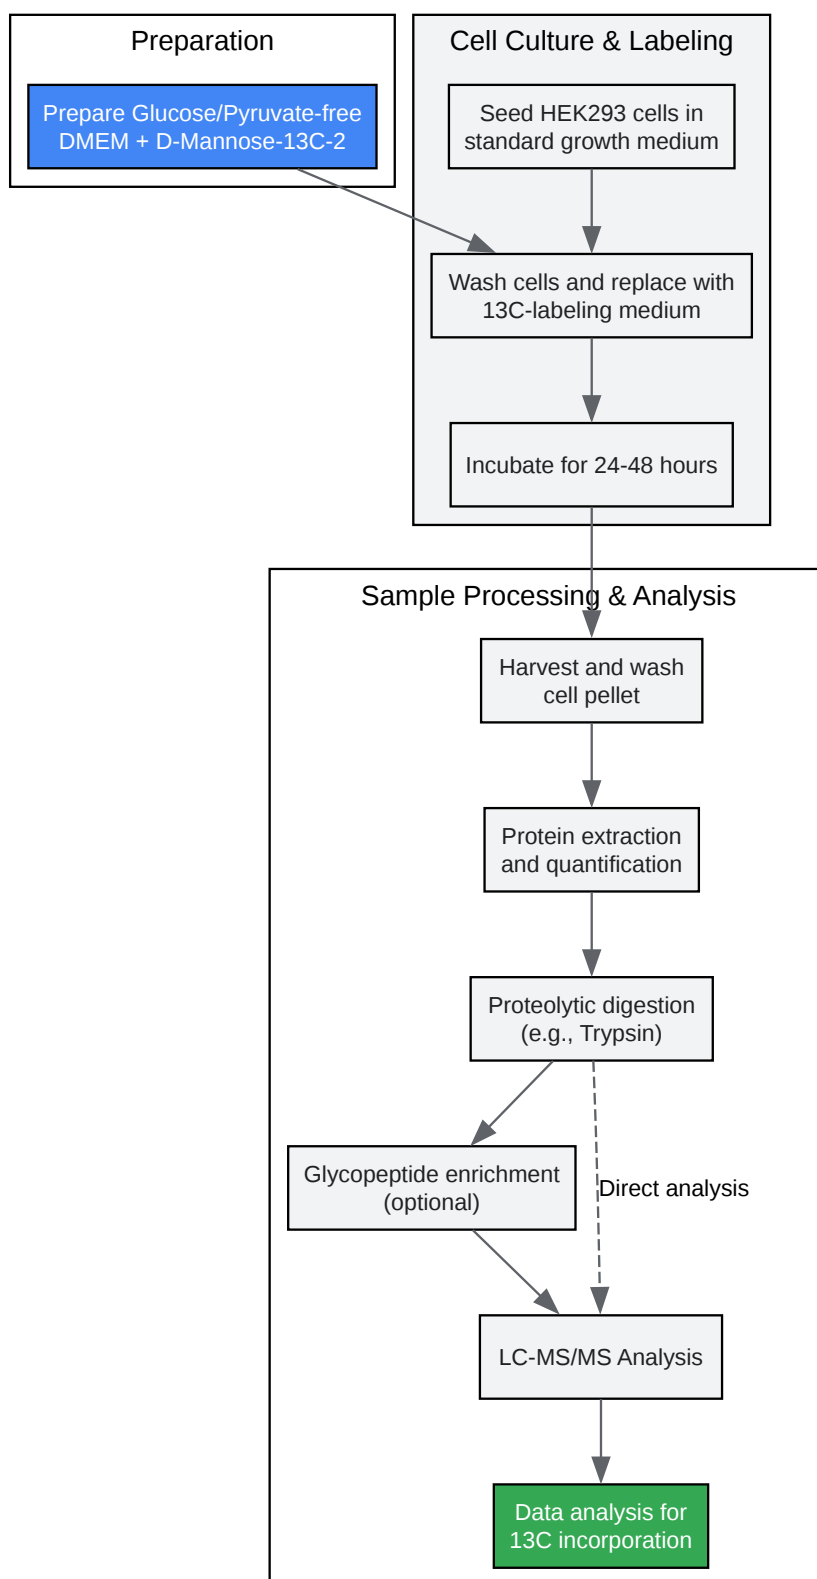 Preparation
Prepare Glucose/Pyruvate-free
DMEM + D-Mannose-13C-2
Cell Culture & Labeling
Seed HEK293 cells in
standard growth medium
Wash cells and replace with
13C-labeling medium
Incubate for 24-48 hours
Sample Processing & Analysis
Harvest and wash
cell pellet
Protein extraction
and quantification
Proteolytic digestion
(e.g., Trypsin)
Glycopeptide enrichment
(optional)
Direct analysis
LC-MS/MS Analysis
Data analysis for
13C incorporation